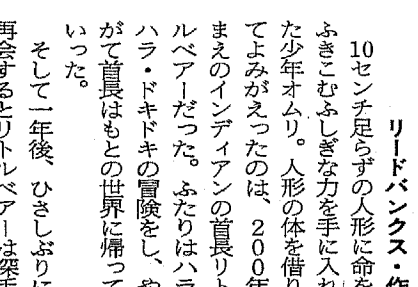 リードバンクス・作
10センチ足らずの人形に命を
ふきこむふしぎな力を手に入れ
た少年オムリ。人形の体を借り
てよみがえったのは、200年
まえのインディアンの首長リト
ルベアーだった。ふたりはハラ
ハラ・ドキドキの冒険をし、や
がて首長はもとの世界に帰って
いった。
そして一年後、ひさしぶりに
再会するとリトルベアーは深手